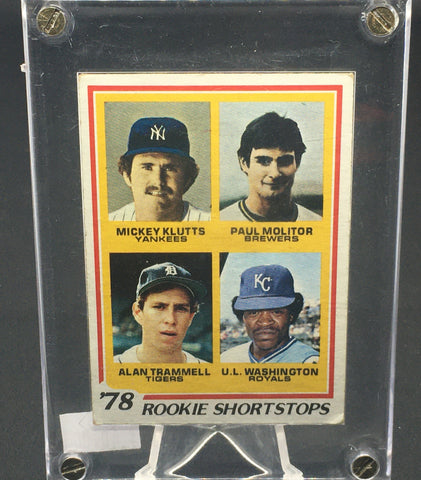 NY
MICKEY KLUTTS
YANKEES
PAUL MOLITOR
BREWERS
D
KC
ALAN TRAMMELL
TIGERS
U.L. WASHINGTON
ROYALS
'78 ROOKIE SHORTSTOPS